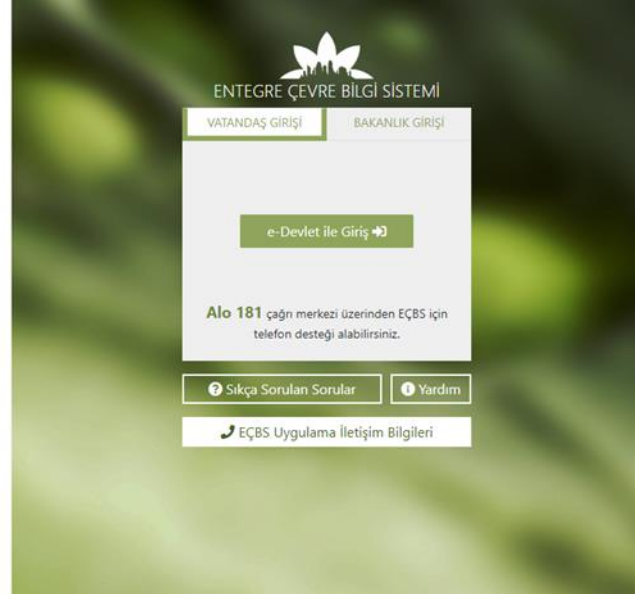 ENTEGRE ÇEVRE BİLGİ SİSTEMİ
VATANDAŞ GİRİŞİ
BAKANLIK GİRİŞİ
e-Devlet ile Giriş
Alo 181 çağrı merkezi üzerinden EÇBS için
telefon desteği alabilirsiniz.
Sıkça Sorulan Sorular
Yardım
EÇBS Uygulama İletişim Bilgileri